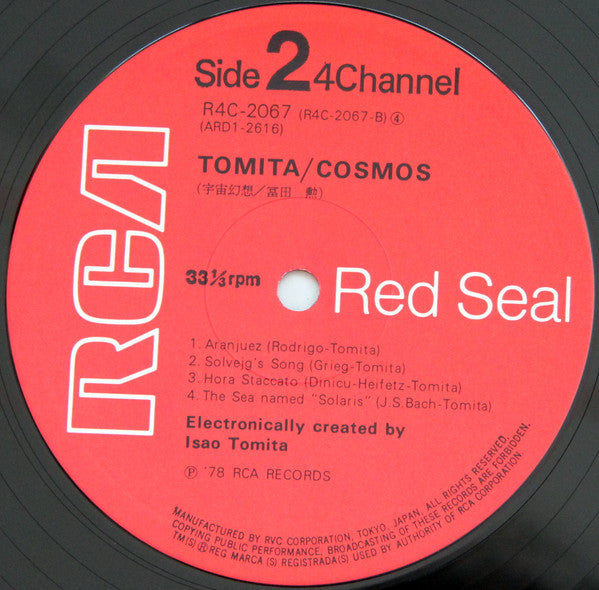 Side 2 4Channel
R4C-2067 (R4C-2067-B) ④
(ARD1-2616)
TOMITA/COSMOS
(宇宙幻想/冨田 勲)
RCA
33⅓rpm
Red Seal
1. Aranjuez (Rodrigo-Tomita)
2. Solvejg's Song (Grieg-Tomita)
3. Hora Staccato (Dinicu-Heifetz-Tomita)
4. The Sea named "Solaris" (J.S.Bach-Tomita)
Electronically created by
Isao Tomita
Ⓟ '78 RCA RECORDS
MANUFACTURED BY RVC CORPORATION, TOKYO, JAPAN. ALL RIGHTS RESERVED.
COPYING PUBLIC PERFORMANCE, BROADCASTING OF THESE RECORDS ARE FORBIDDEN.
TM(S) ® REG MARCA (S) REGISTRADA(S) USED BY AUTHORITY OF RCA CORPORATION